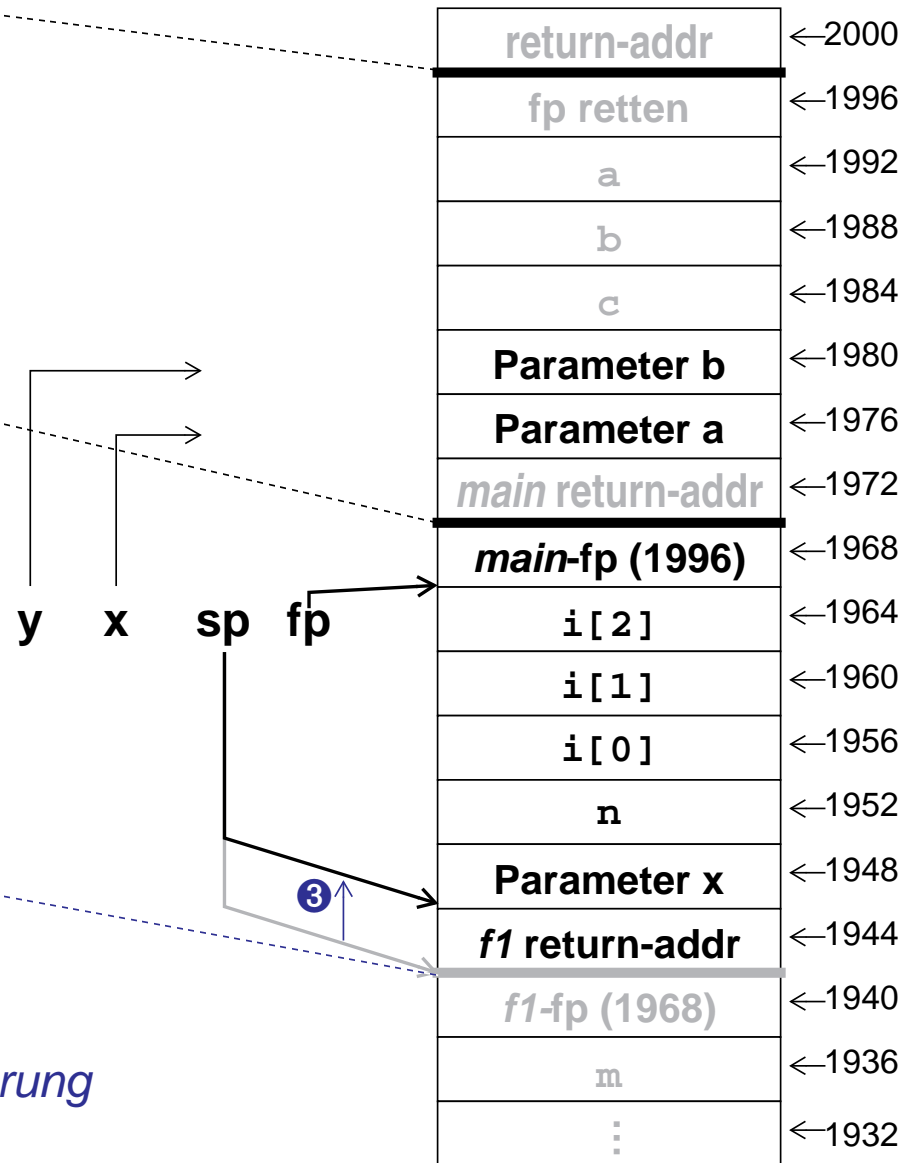 return-addr ←2000
fp retten ←1996
a ←1992
b ←1988
c ←1984
Parameter b ←1980
Parameter a ←1976
main return-addr ←1972
main-fp (1996) ←1968
y x sp fp
i[2] ←1964
i[1] ←1960
i[0] ←1956
n ←1952
Parameter x ←1948
❸
f1 return-addr ←1944
f1-fp (1968) ←1940
rung
m ←1936
⋮ ←1932